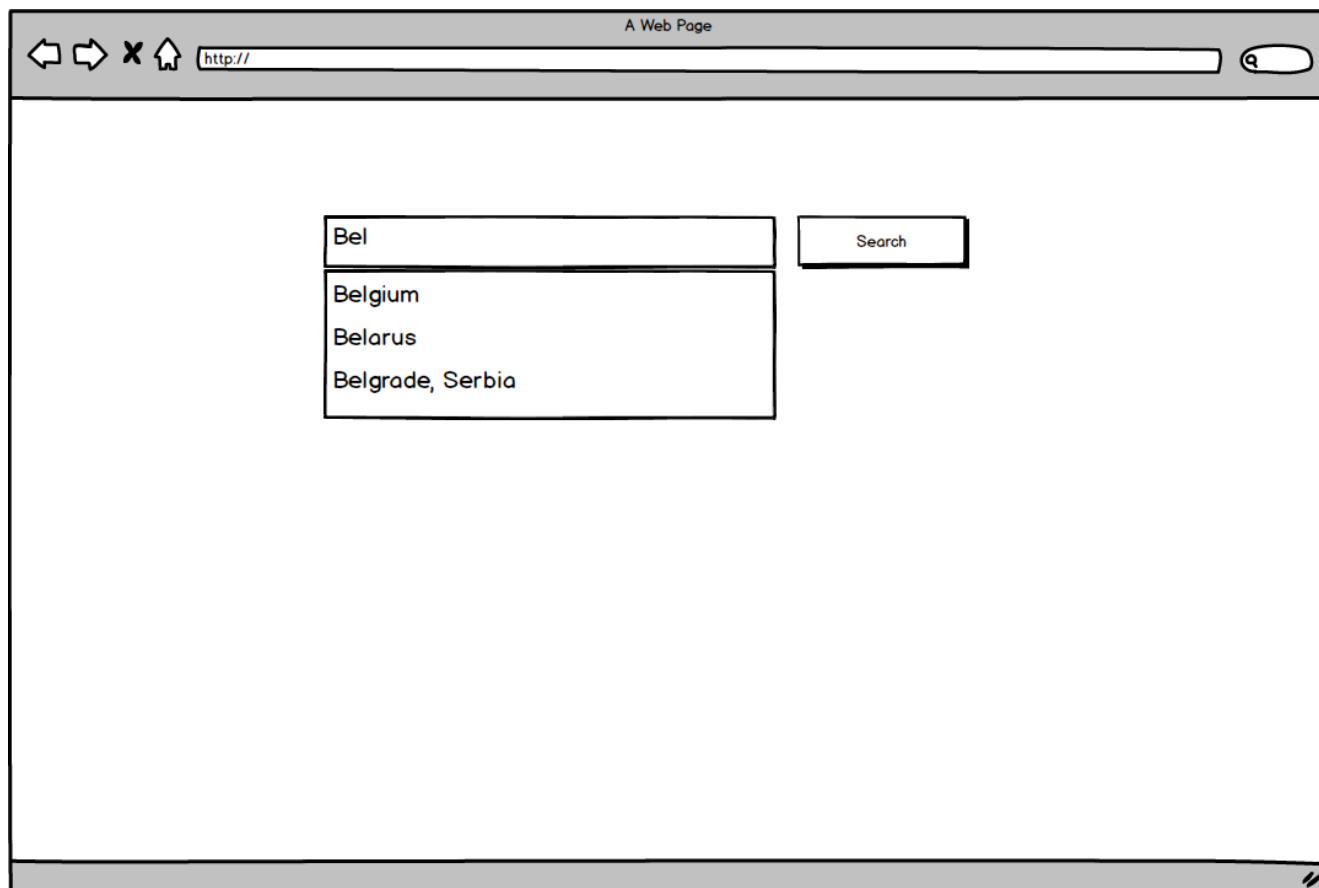 A Web Page
http://
Bel
Search
Belgium
Belarus
Belgrade, Serbia